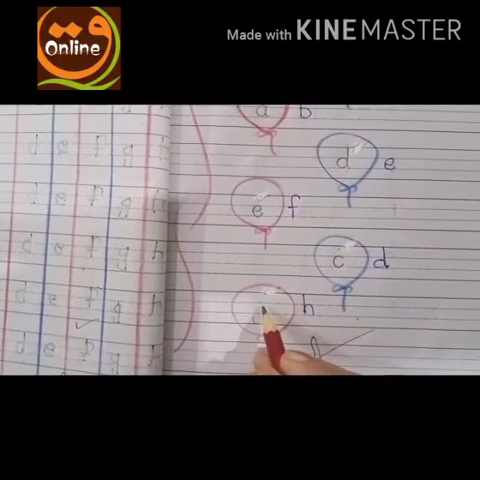 Online
Made with KINEMASTER
a b
d e
e f
c d
h
d e f g h
d e f g h
d e f g h
d e f g h
d e f g h